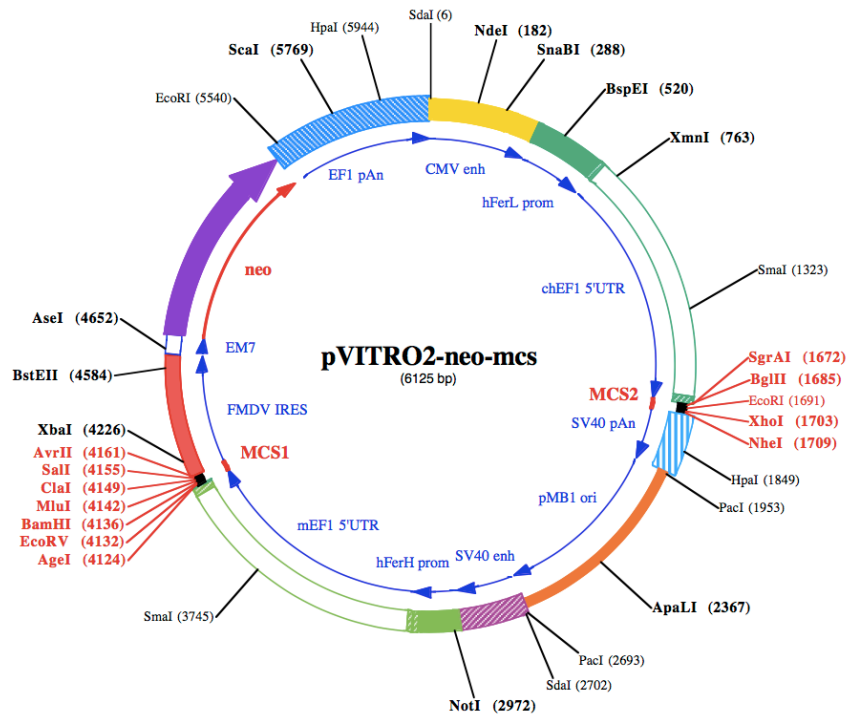 SdaI (6)
HpaI (5944)
NdeI (182)
ScaI (5769)
SnaBI (288)
BspEI (520)
EcoRI (5540)
XmnI (763)
EF1 pAn
CMV enh
hFerL prom
neo
SmaI (1323)
chEF1 5'UTR
AseI (4652)
EM7
pVITRO2-neo-mcs
(6125 bp)
SgrAI (1672)
BglII (1685)
BstEII (4584)
MCS2
EcoRI (1691)
FMDV IRES
SV40 pAn
XhoI (1703)
NheI (1709)
XbaI (4226)
MCS1
AvrII (4161)
SalI (4155)
ClaI (4149)
MluI (4142)
BamHI (4136)
EcoRV (4132)
AgeI (4124)
HpaI (1849)
PacI (1953)
pMB1 ori
mEF1 5'UTR
hFerH prom
SV40 enh
SmaI (3745)
ApaLI (2367)
PacI (2693)
SdaI (2702)
NotI (2972)